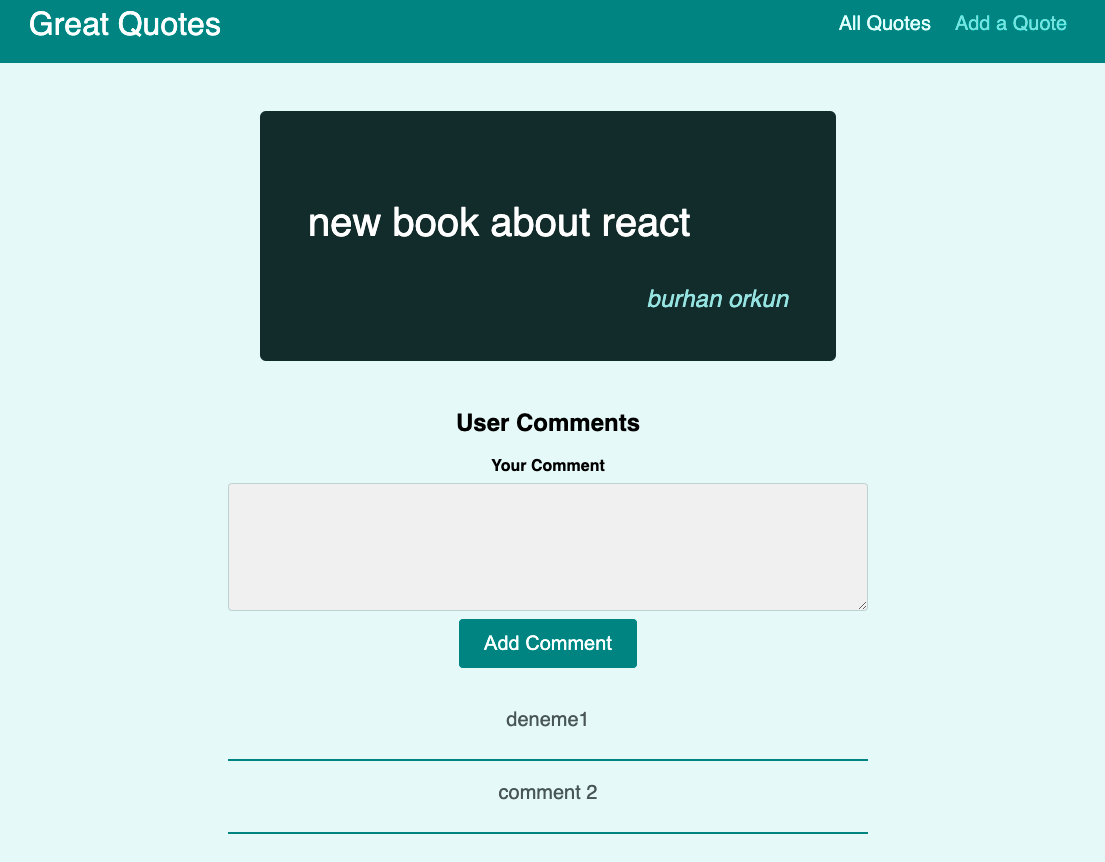 Great Quotes
All Quotes
Add a Quote
new book about react
burhan orkun
User Comments
Your Comment
Add Comment
deneme1
comment 2